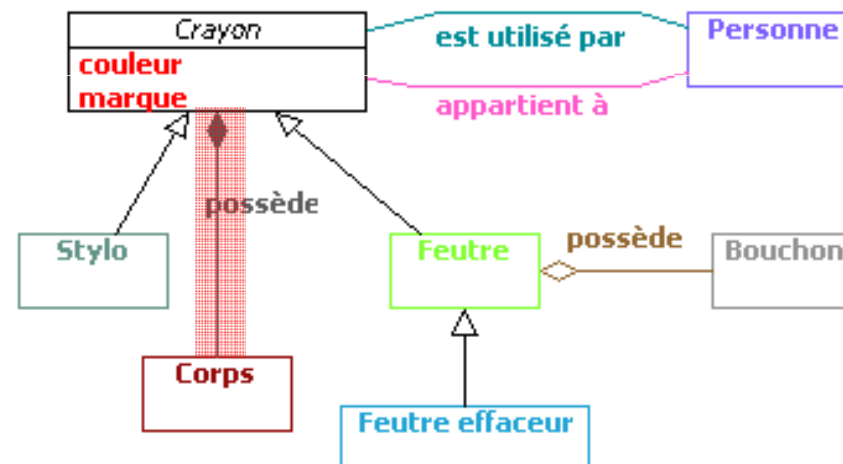 Crayon
couleur
marque
est utilisé par
appartient à
Personne
possède
Stylo
Feutre
possède
Bouchon
Corps
Feutre effaceur